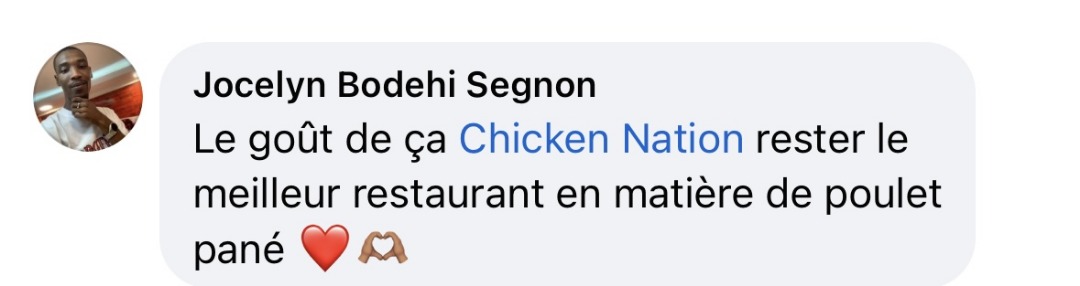 Jocelyn Bodehi Segnon
Le goût de ça Chicken Nation rester le
meilleur restaurant en matière de poulet
pané ❤️ 🫶🏽